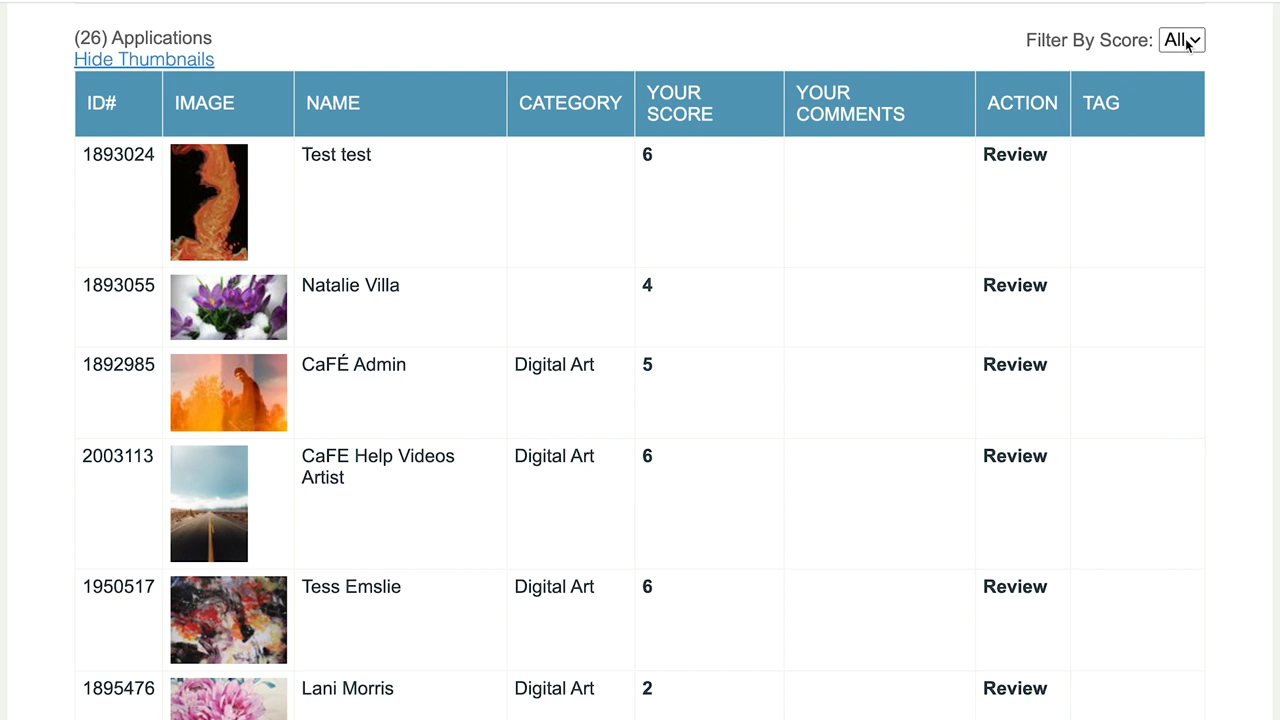 (26) Applications
Filter By Score: All
Hide Thumbnails
ID# IMAGE NAME CATEGORY YOUR SCORE YOUR COMMENTS ACTION TAG
1893024 Test test 6 Review
1893055 Natalie Villa 4 Review
1892985 CaFÉ Admin Digital Art 5 Review
2003113 CaFE Help Videos Artist Digital Art 6 Review
1950517 Tess Emslie Digital Art 6 Review
1895476 Lani Morris Digital Art 2 Review